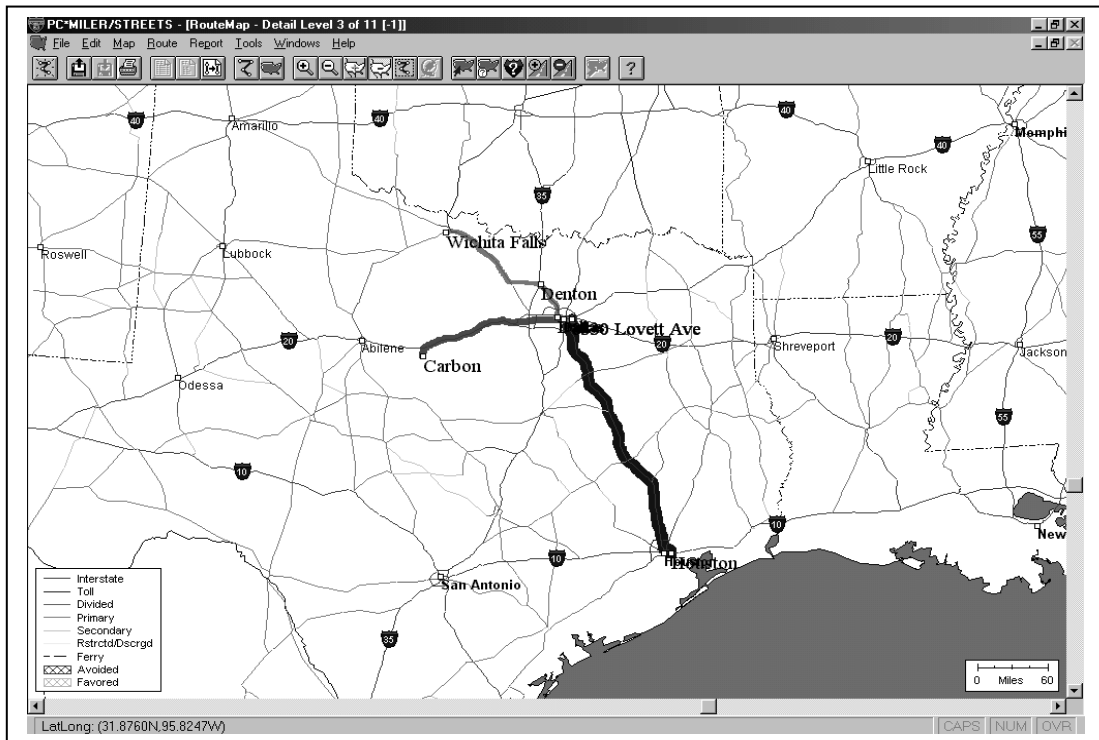 PC*MILER/STREETS - [RouteMap - Detail Level 3 of 11 [-1]]
File Edit Map Route Report Tools Windows Help
40
Amarillo
40
40
40
Memphi
Little Rock
35
Wichita Falls
55
Roswell
Lubbock
Denton
Lovett Ave
20
Abilene
20
Shreveport
20
Jackson
Carbon
Odessa
55
10
10
New
10
Houston
San Antonio
35
Interstate
Toll
Divided
Primary
Secondary
Rstrctd/Dscrgd
Ferry
Avoided
Favored
0 Miles 60
LatLong: (31.8760N,95.8247W)
CAPS NUM OVR